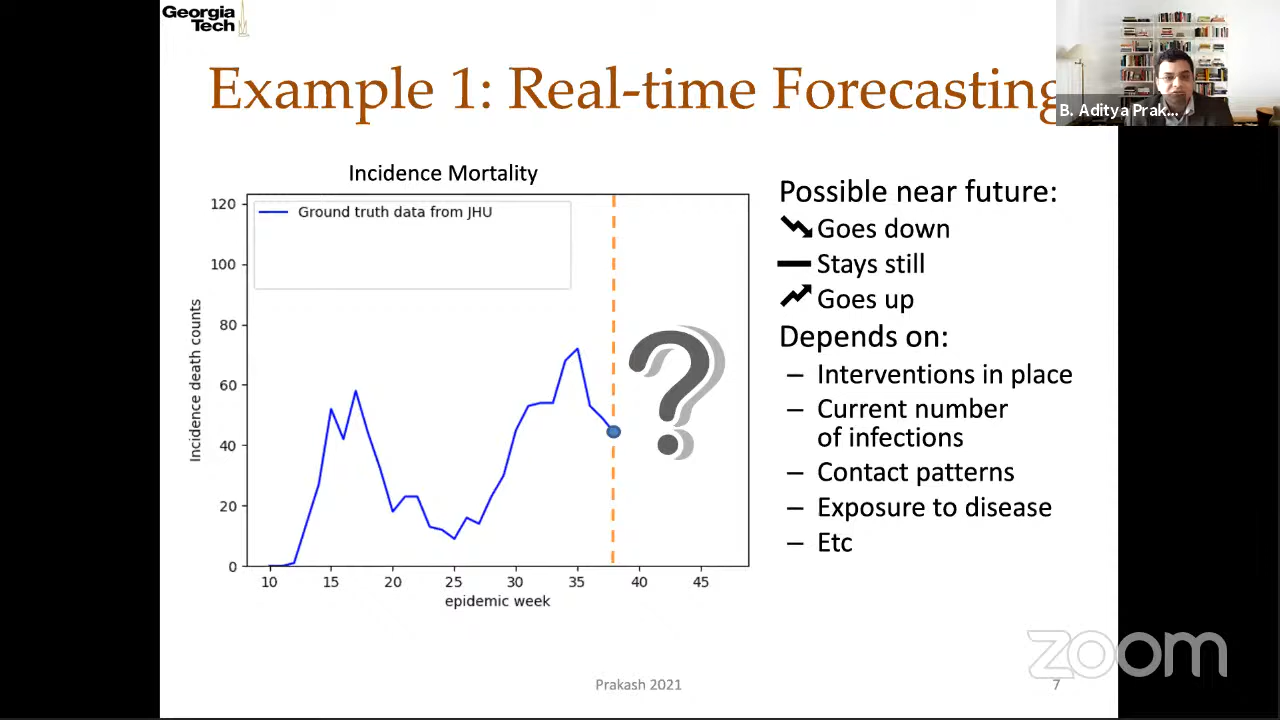 Georgia
Tech
Example 1: Real-time Forecasting
B. Aditya Prak...
Incidence Mortality
Ground truth data from JHU
120
100
80
60
40
20
0
Incidence death counts
10 15 20 25 30 35 40 45
epidemic week
?
Possible near future:
Goes down
Stays still
Goes up
Depends on:
– Interventions in place
– Current number
of infections
– Contact patterns
– Exposure to disease
– Etc
zoom
Prakash 2021
7